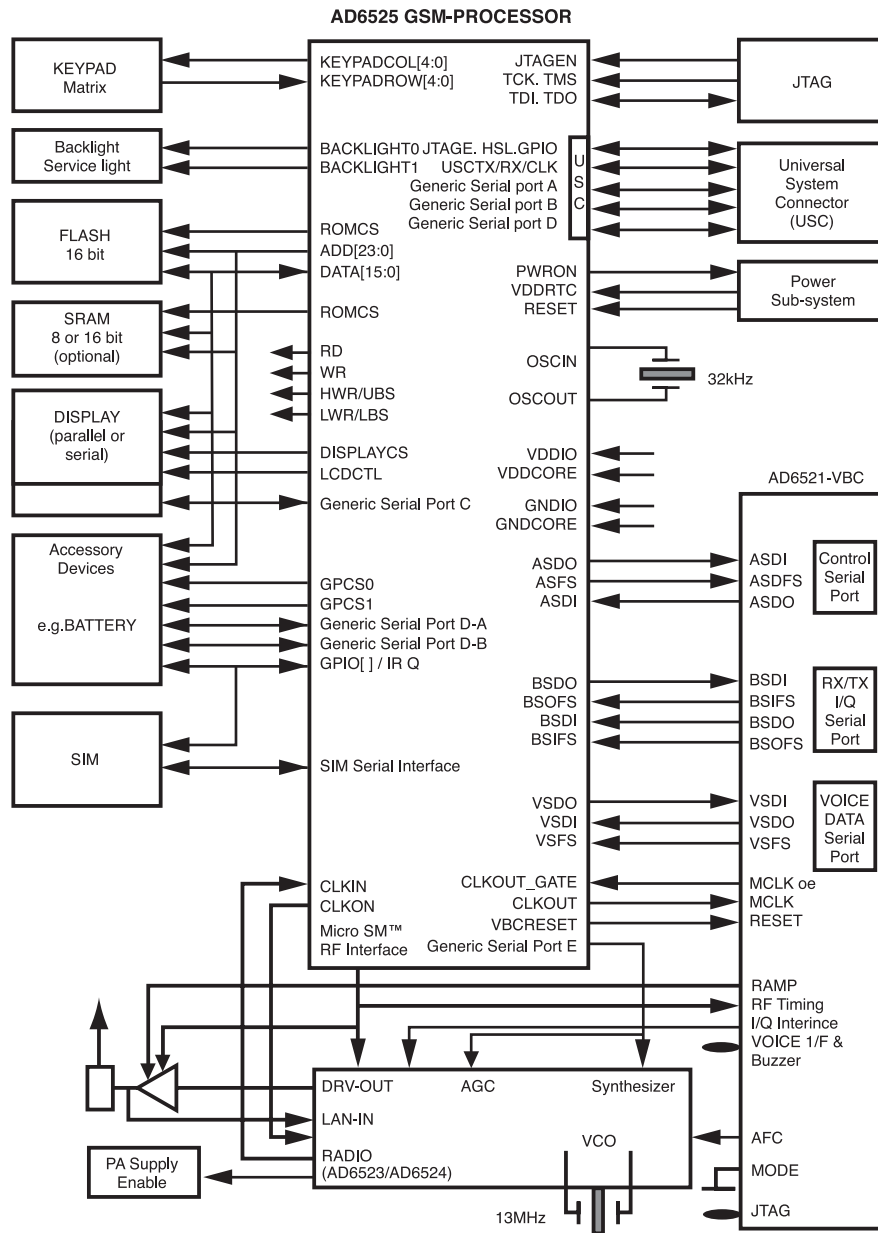 AD6525 GSM-PROCESSOR
KEYPAD
Matrix
KEYPADCOL[4:0]
KEYPADROW[4:0]
JTAGEN
TCK. TMS
TDI. TDO
JTAG
Backlight
Service light
BACKLIGHT0 JTAGE. HSL.GPIO
BACKLIGHT1 USCTX/RX/CLK
Generic Serial port A
Generic Serial port B
Generic Serial port D
U
S
C
Universal
System
Connector
(USC)
FLASH
16 bit
ROMCS
ADD[23:0]
DATA[15:0]
PWRON
VDDRTC
RESET
Power
Sub-system
SRAM
8 or 16 bit
(optional)
ROMCS
RD
WR
HWR/UBS
LWR/LBS
OSCIN
OSCOUT
32kHz
DISPLAY
(parallel or
serial)
DISPLAYCS
LCDCTL
Generic Serial Port C
VDDIO
VDDCORE
GNDIO
GNDCORE
AD6521-VBC
Accessory
Devices
e.g.BATTERY
GPCS0
GPCS1
Generic Serial Port D-A
Generic Serial Port D-B
GPIO[ ] / IR Q
ASDO
ASFS
ASDI
ASDI
ASDFS
ASDO
Control
Serial
Port
BSDO
BSOFS
BSDI
BSIFS
BSDI
BSIFS
BSDO
BSOFS
RX/TX
I/Q
Serial
Port
SIM
SIM Serial Interface
VSDO
VSDI
VSFS
VSDI
VSDO
VSFS
VOICE
DATA
Serial
Port
CLKIN
CLKON
Micro SM™
RF Interface
CLKOUT_GATE
CLKOUT
VBCRESET
Generic Serial Port E
MCLK oe
MCLK
RESET
RAMP
RF Timing
I/Q Interince
VOICE 1/F &
Buzzer
DRV-OUT
AGC
Synthesizer
LAN-IN
RADIO
(AD6523/AD6524)
VCO
AFC
MODE
JTAG
PA Supply
Enable
13MHz